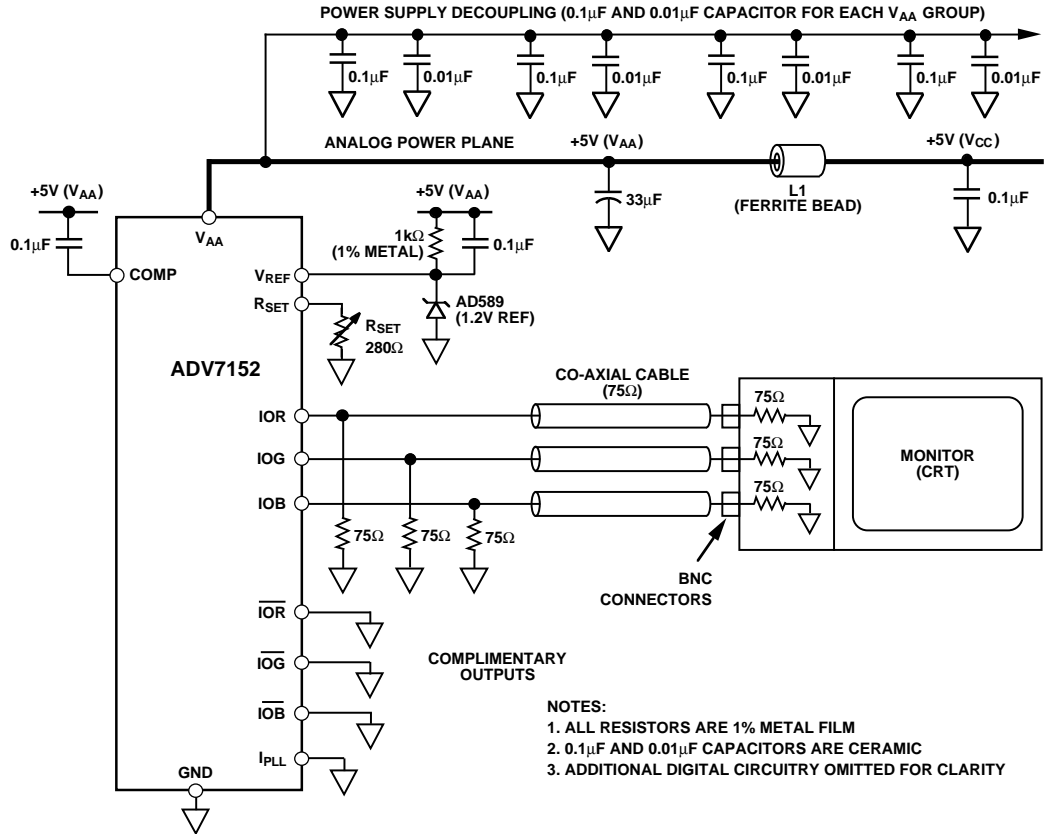 POWER SUPPLY DECOUPLING (0.1μF AND 0.01μF CAPACITOR FOR EACH VAA GROUP)
0.1μF
0.01μF
0.1μF
0.01μF
0.1μF
0.01μF
0.1μF
0.01μF
ANALOG POWER PLANE
+5V (VAA)
+5V (VCC)
33μF
L1
(FERRITE BEAD)
0.1μF
+5V (VAA)
+5V (VAA)
0.1μF
VAA
1kΩ
(1% METAL)
0.1μF
COMP
VREF
RSET
AD589
(1.2V REF)
RSET
280Ω
ADV7152
CO-AXIAL CABLE
(75Ω)
75Ω
IOR
IOG
75Ω
MONITOR
(CRT)
IOB
75Ω
75Ω
75Ω
75Ω
BNC
CONNECTORS
IOR
IOG
COMPLIMENTARY
OUTPUTS
IOB
IPLL
GND
NOTES:
1. ALL RESISTORS ARE 1% METAL FILM
2. 0.1μF AND 0.01μF CAPACITORS ARE CERAMIC
3. ADDITIONAL DIGITAL CIRCUITRY OMITTED FOR CLARITY